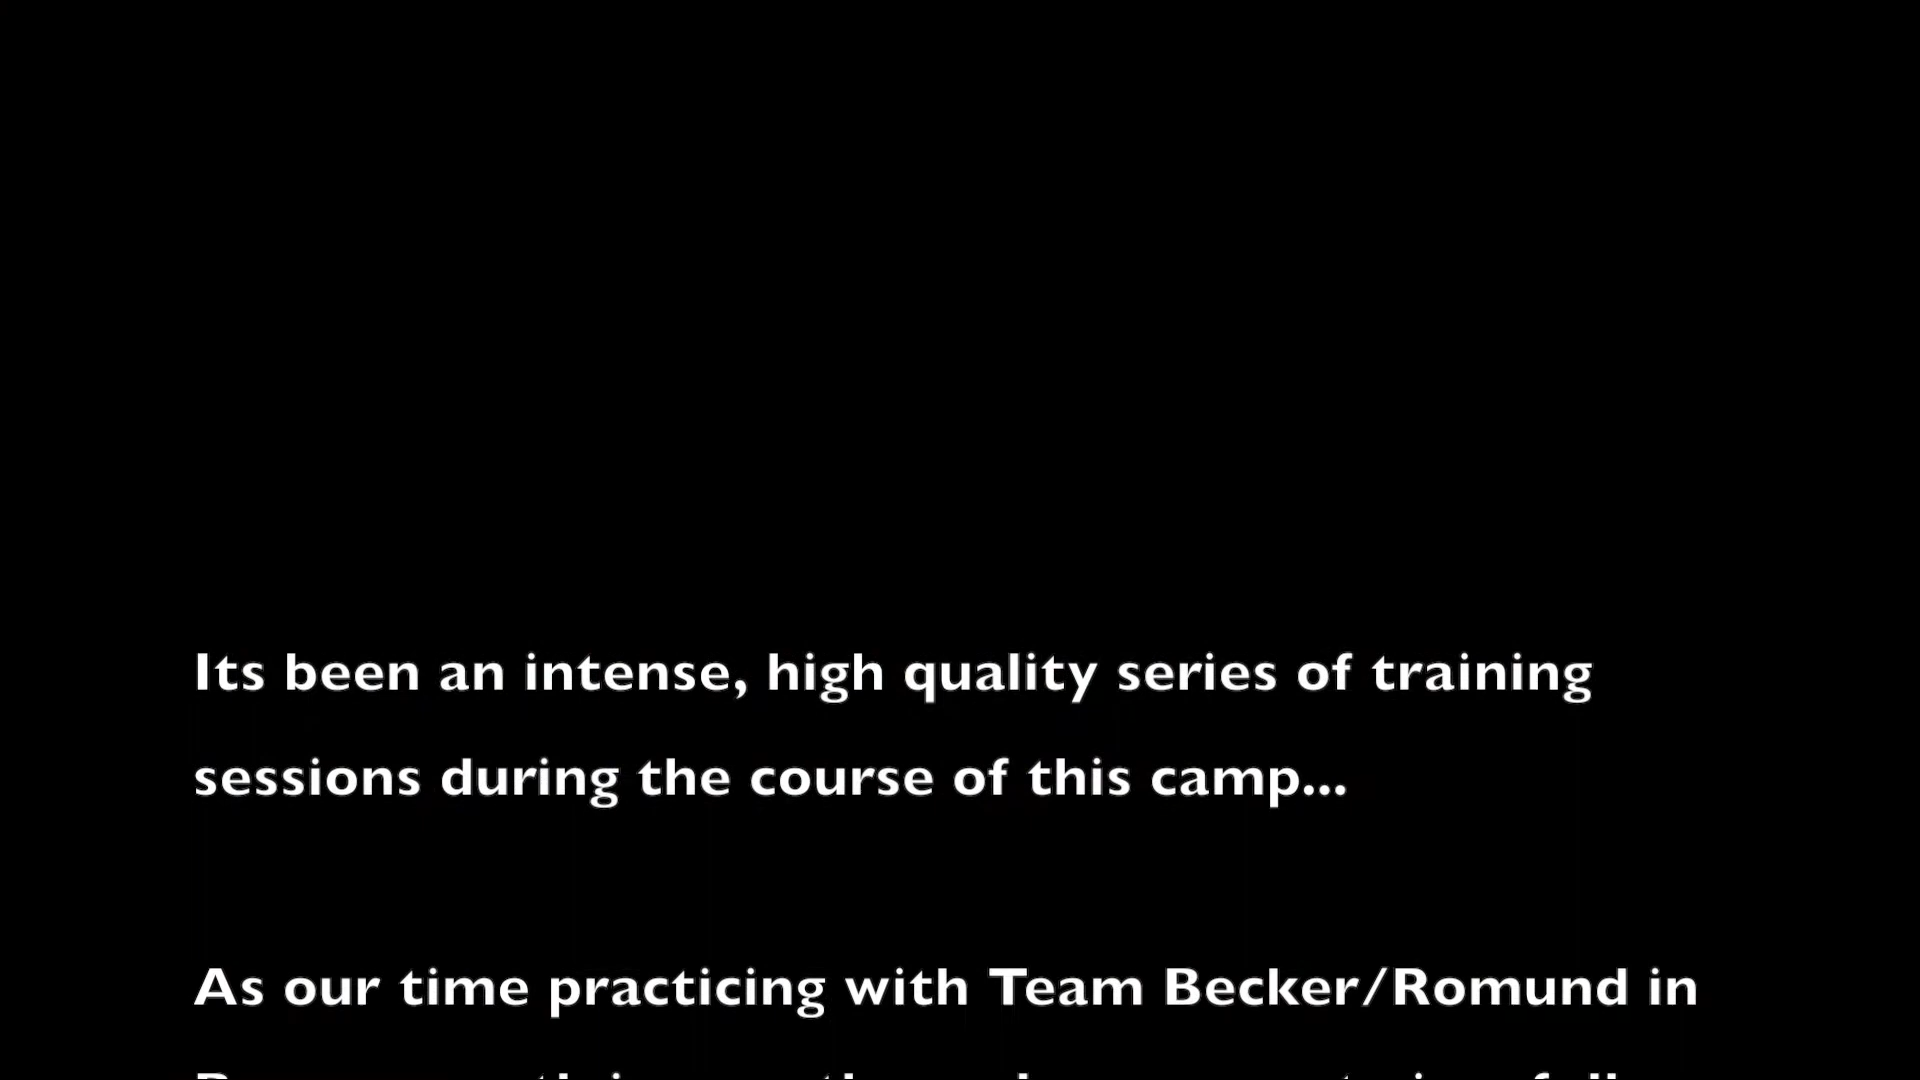 Its been an intense, high quality series of training
sessions during the course of this camp...
As our time practicing with Team Becker/Romund in